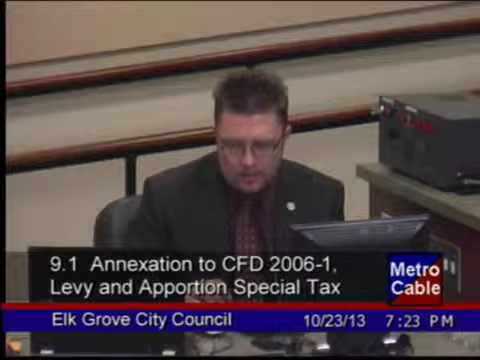 9.1 Annexation to CFD 2006-1,
Levy and Apportion Special Tax
Metro
Cable
Elk Grove City Council 10/23/13 7:23 PM